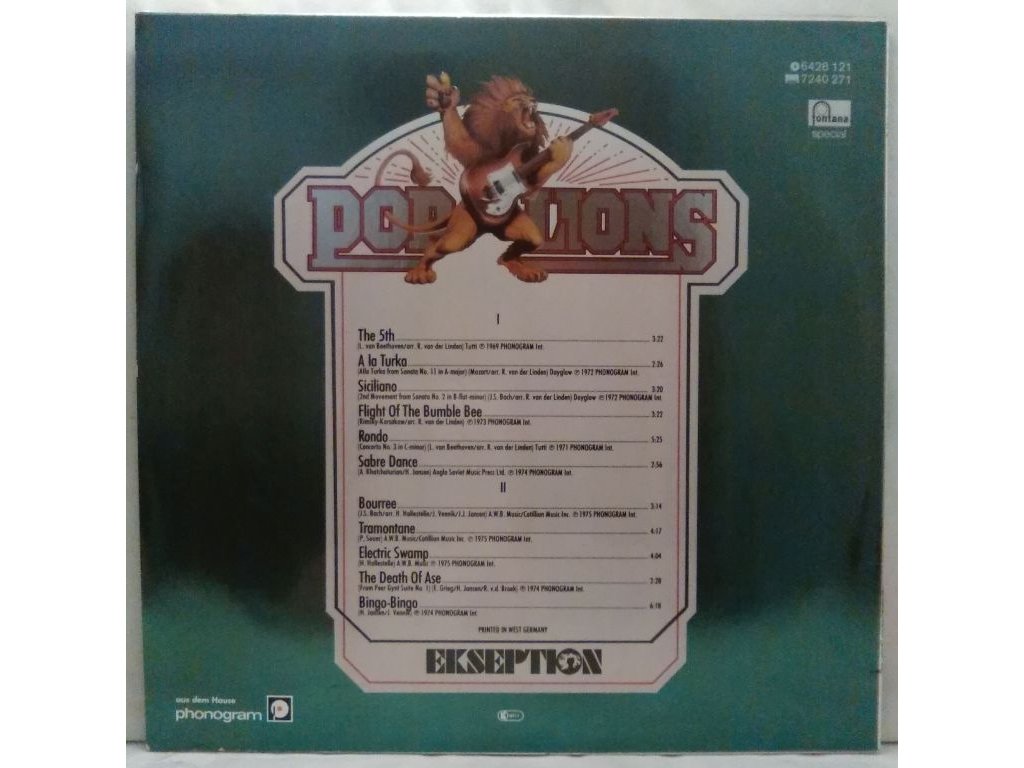 6428 121
7240 271
fontana
special
POP LIONS
I
The 5th 3:22
(L. van Beethoven/arr. R. van der Linden) Tutti ℗ 1969 PHONOGRAM Int.
A la Turka 2:26
(Alla Turka from Sonata No. 11 in A-major) (Mozart/arr. R. van der Linden) Dayglow ℗ 1972 PHONOGRAM Int.
Siciliano 3:20
(2nd Movement from Sonata No. 2 in B-flat-minor) (J.S. Bach/arr. R. van der Linden) Dayglow ℗ 1972 PHONOGRAM Int.
Flight Of The Bumble Bee 3:22
(Rimsky-Korsakow/arr. R. van der Linden) ℗ 1973 PHONOGRAM Int.
Rondo 5:25
(Concerto No. 3 in C-minor) (L. van Beethoven/arr. R. van der Linden) Tutti ℗ 1971 PHONOGRAM Int.
Sabre Dance 2:56
(A. Khatchaturian/H. Jansen) Anglo Soviet Music Press Ltd. ℗ 1974 PHONOGRAM Int.
II
Bourree 3:14
(J.S. Bach/arr. H. Hollestelle/J. Vennik/J.J. Jansen) A.W.B. Music/Cotillion Music Inc. ℗ 1975 PHONOGRAM Int.
Tramontane 4:17
A.W.B. Music/Cotillion Music Inc. ℗ 1975 PHONOGRAM Int.
Electric Swamp 4:04
(H. Hollestelle) A.W.B. Music ℗ 1975 PHONOGRAM Int.
The Death Of Ase 2:28
(From Peer Gynt Suite No. 1) (E. Grieg/H. Jansen/R. v.d. Broek) ℗ 1974 PHONOGRAM Int.
Bingo-Bingo 6:18
(H. Jansen/J. Vennik) ℗ 1974 PHONOGRAM Int.
PRINTED IN WEST GERMANY
EKSEPTION
aus dem Hause
phonogram